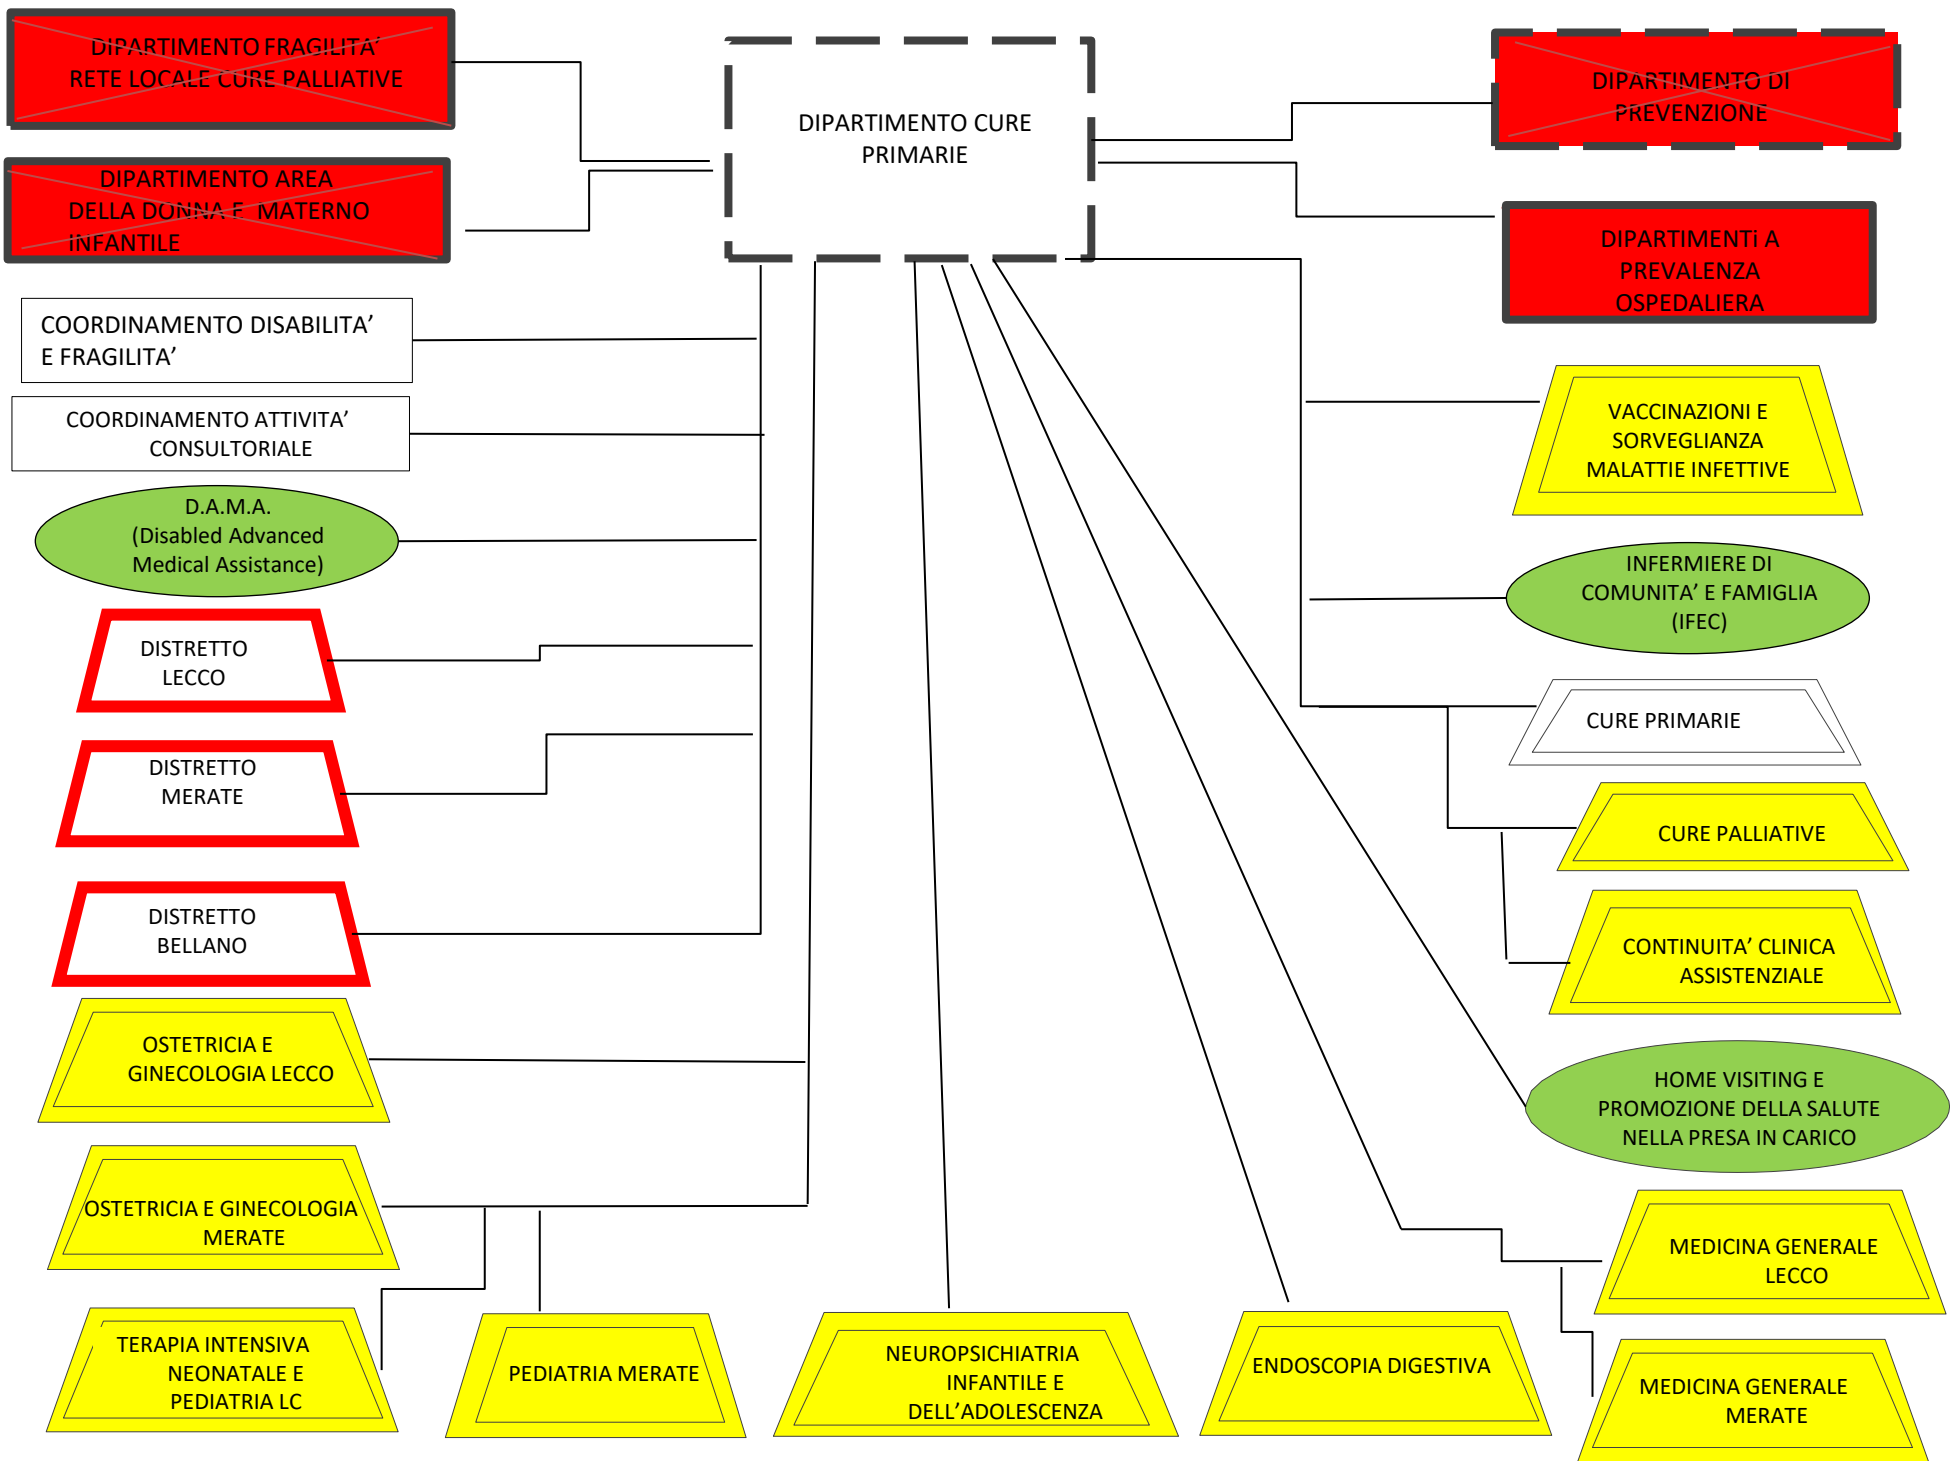 DIPARTIMENTO FRAGILITA’
RETE LOCALE CURE PALLIATIVE
DIPARTIMENTO AREA
DELLA DONNA E MATERNO
INFANTILE
DIPARTIMENTO CURE
PRIMARIE
DIPARTIMENTO DI
PREVENZIONE
DIPARTIMENTi A
PREVALENZA
OSPEDALIERA
COORDINAMENTO DISABILITA’
E FRAGILITA’
COORDINAMENTO ATTIVITA’
CONSULTORIALE
D.A.M.A.
(Disabled Advanced
Medical Assistance)
DISTRETTO
LECCO
DISTRETTO
MERATE
DISTRETTO
BELLANO
OSTETRICIA E
GINECOLOGIA LECCO
OSTETRICIA E GINECOLOGIA
MERATE
TERAPIA INTENSIVA
NEONATALE E
PEDIATRIA LC
PEDIATRIA MERATE
NEUROPSICHIATRIA
INFANTILE E
DELL’ADOLESCENZA
ENDOSCOPIA DIGESTIVA
VACCINAZIONI E
SORVEGLIANZA
MALATTIE INFETTIVE
INFERMIERE DI
COMUNITA’ E FAMIGLIA
(IFEC)
CURE PRIMARIE
CURE PALLIATIVE
CONTINUITA’ CLINICA
ASSISTENZIALE
HOME VISITING E
PROMOZIONE DELLA SALUTE
NELLA PRESA IN CARICO
MEDICINA GENERALE
LECCO
MEDICINA GENERALE
MERATE